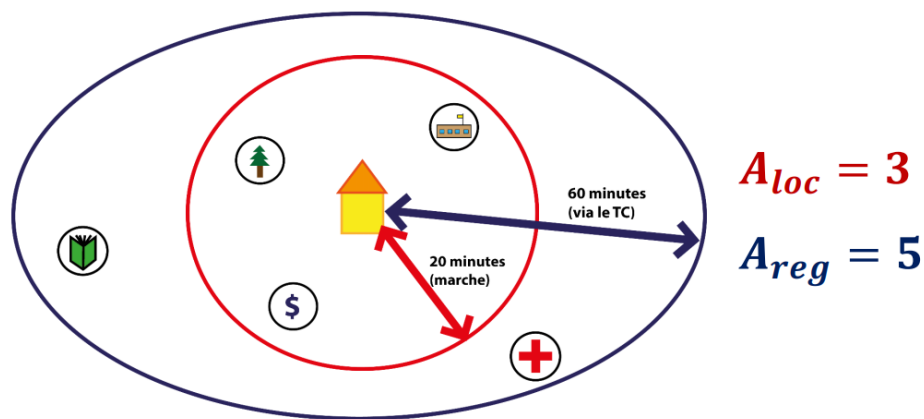 60 minutes
(via le TC)
20 minutes
(marche)
$
A_loc = 3
A_reg = 5